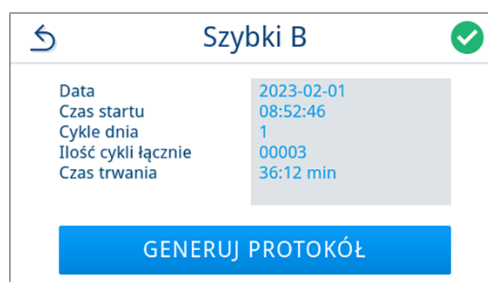 Szybki B
Data 2023-02-01
Czas startu 08:52:46
Cykle dnia 1
Ilość cykli łącznie 00003
Czas trwania 36:12 min
GENERUJ PROTOKÓŁ